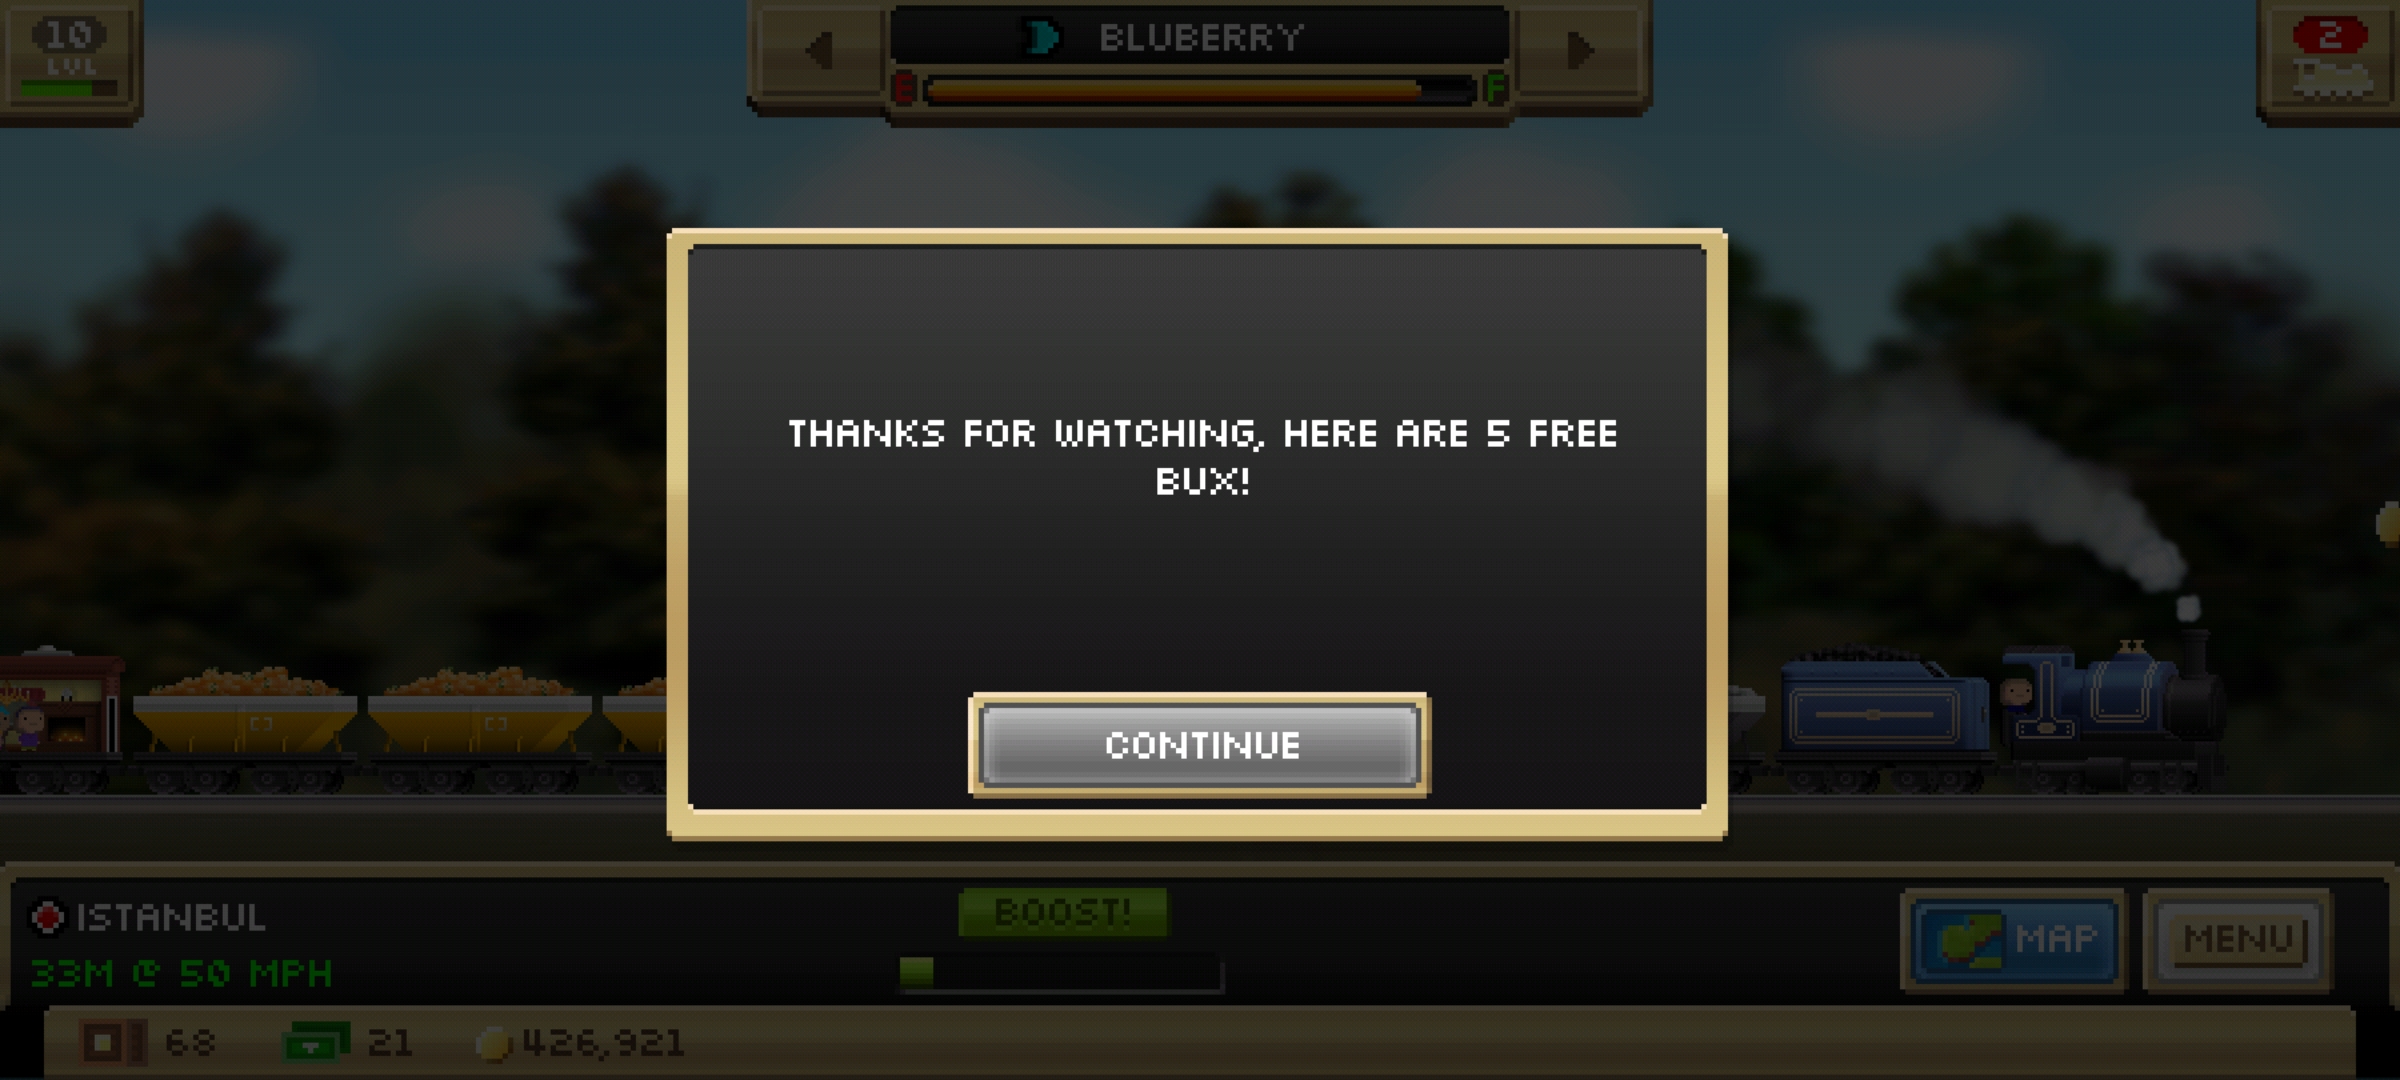 10
LVL
BLUBERRY
E F
2
THANKS FOR WATCHING, HERE ARE 5 FREE
BUX!
CONTINUE
ISTANBUL
33M @ 50 MPH
BOOST!
MAP
MENU
68 21 426,921